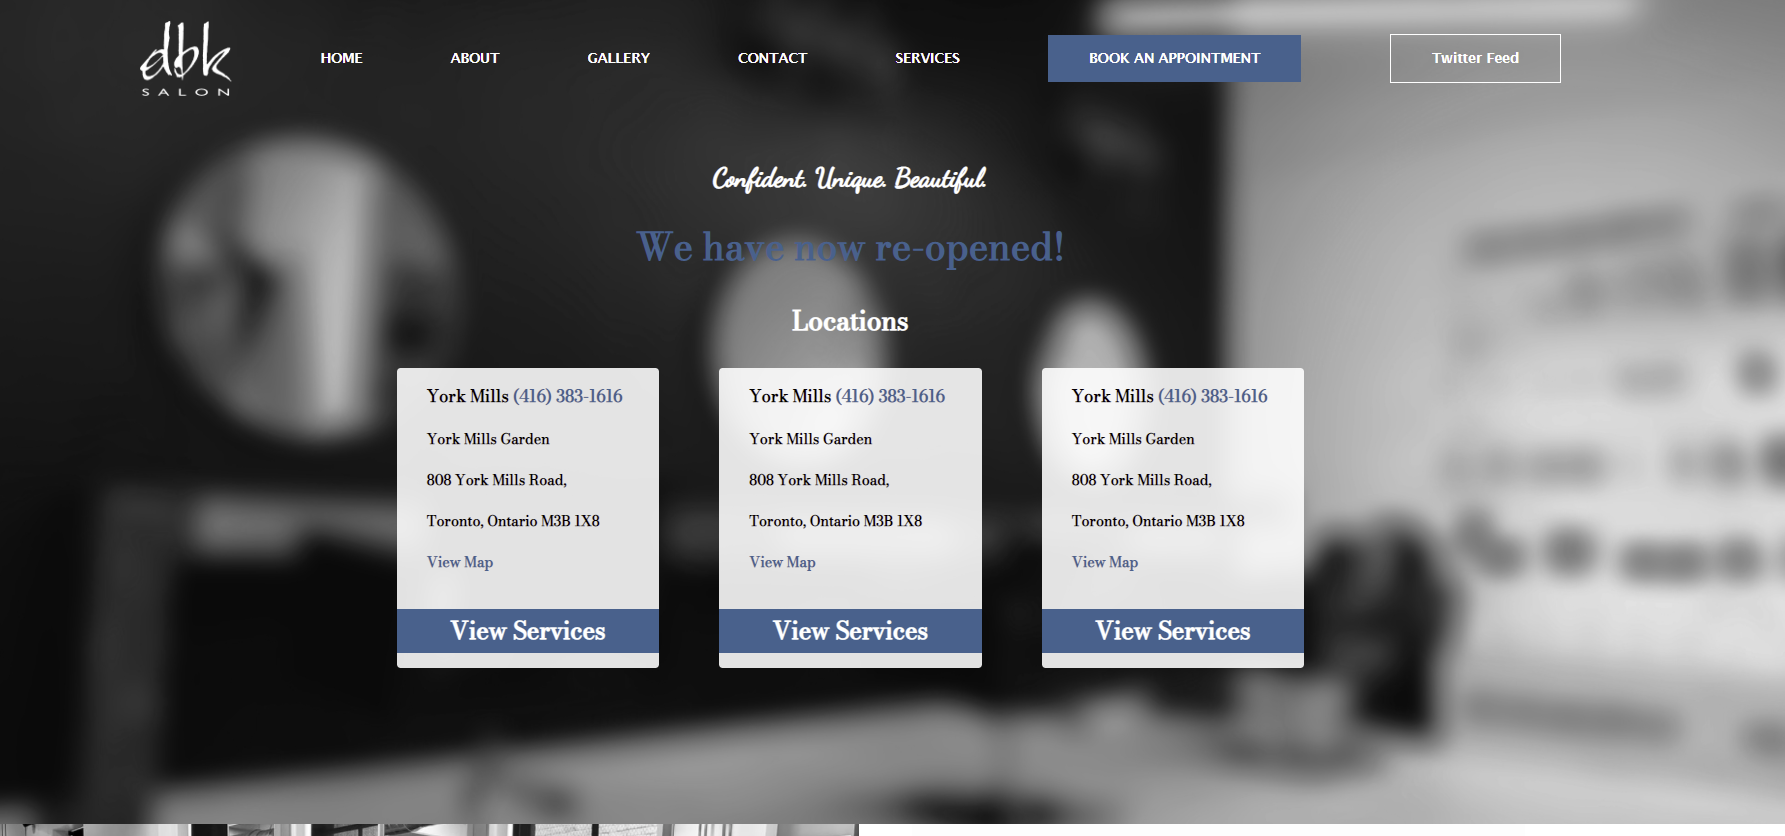 dbk
SALON
HOME
ABOUT
GALLERY
CONTACT
SERVICES
BOOK AN APPOINTMENT
Twitter Feed
Confident. Unique. Beautiful.
We have now re-opened!
Locations
York Mills (416) 383-1616
York Mills Garden
808 York Mills Road,
Toronto, Ontario M3B 1X8
View Map
View Services
York Mills (416) 383-1616
York Mills Garden
808 York Mills Road,
Toronto, Ontario M3B 1X8
View Map
View Services
York Mills (416) 383-1616
York Mills Garden
808 York Mills Road,
Toronto, Ontario M3B 1X8
View Map
View Services